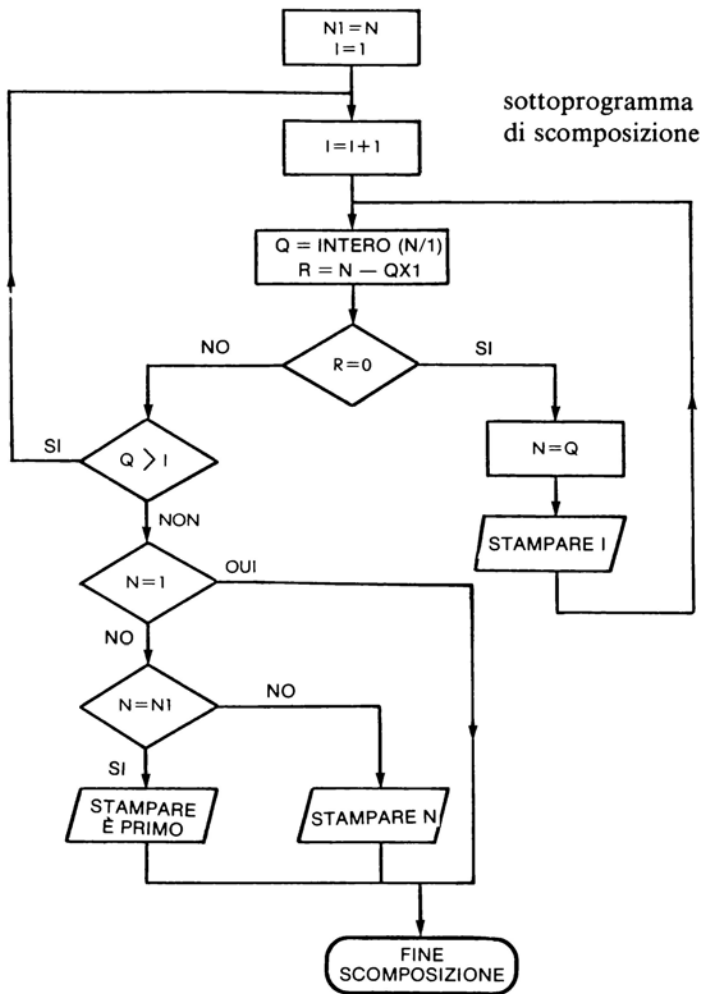 N1=N
I=1
sottoprogramma
di scomposizione
I=I+1
Q = INTERO (N/1)
R = N — QX1
NO
R=0
SI
SI
Q > I
N=Q
NON
STAMPARE I
N=1
OUI
NO
N=N1
NO
SI
STAMPARE
È PRIMO
STAMPARE N
FINE
SCOMPOSIZIONE